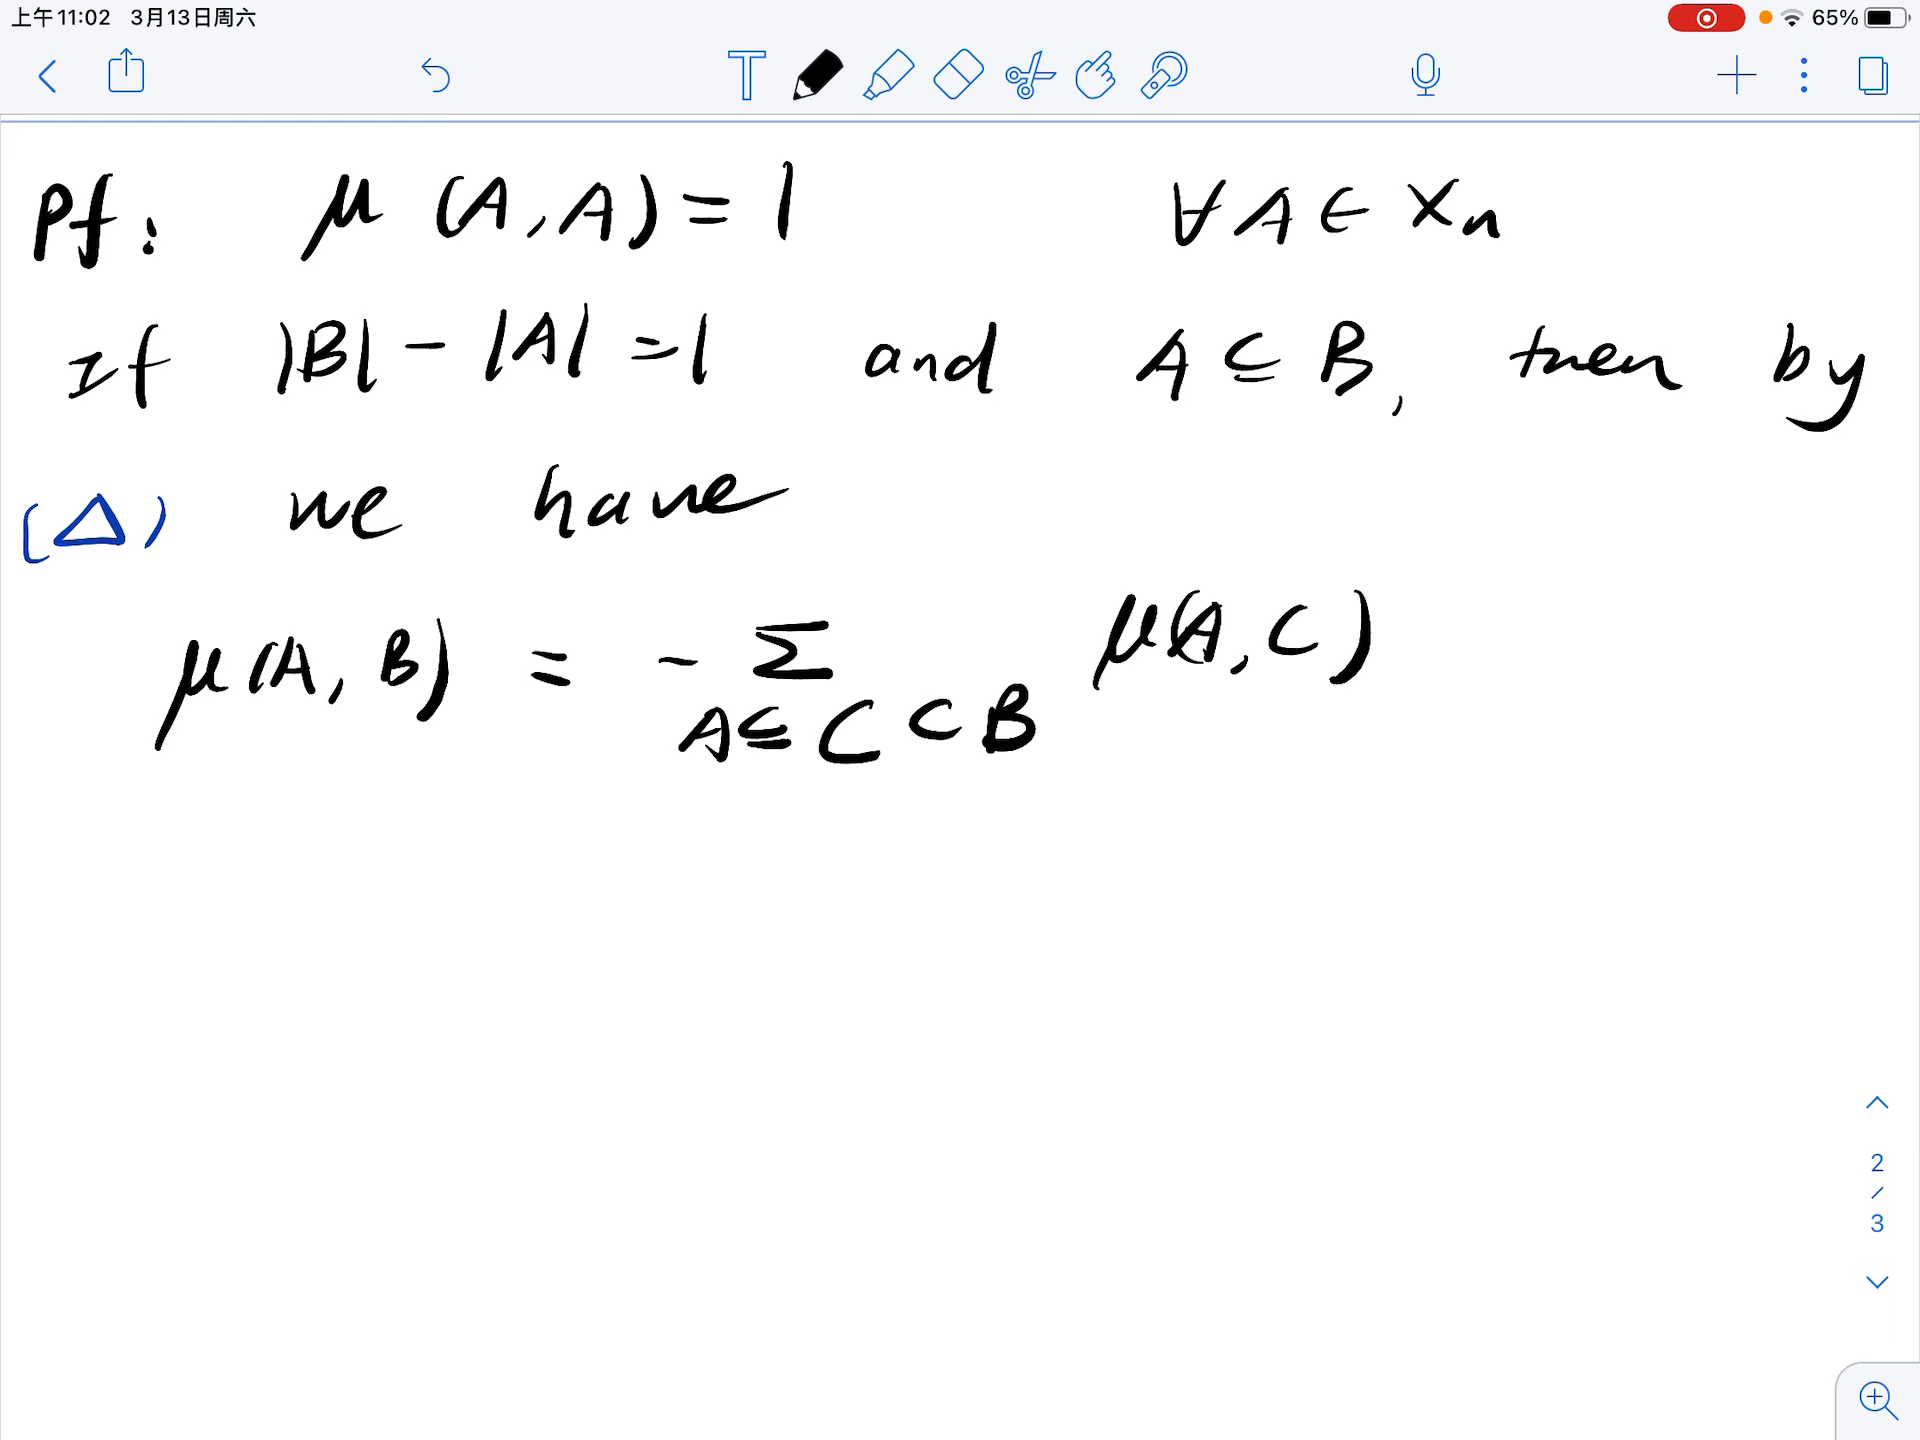 上午11:02 3月13日周六 65%
T
Pf: μ (A, A) = 1 ∀ A ∈ Xn
If |B| - |A| = 1 and A ⊆ B, then by
(Δ) we have
μ(A, B) = - Σ μ(A, C)
A ⊆ C ⊂ B
2
/
3